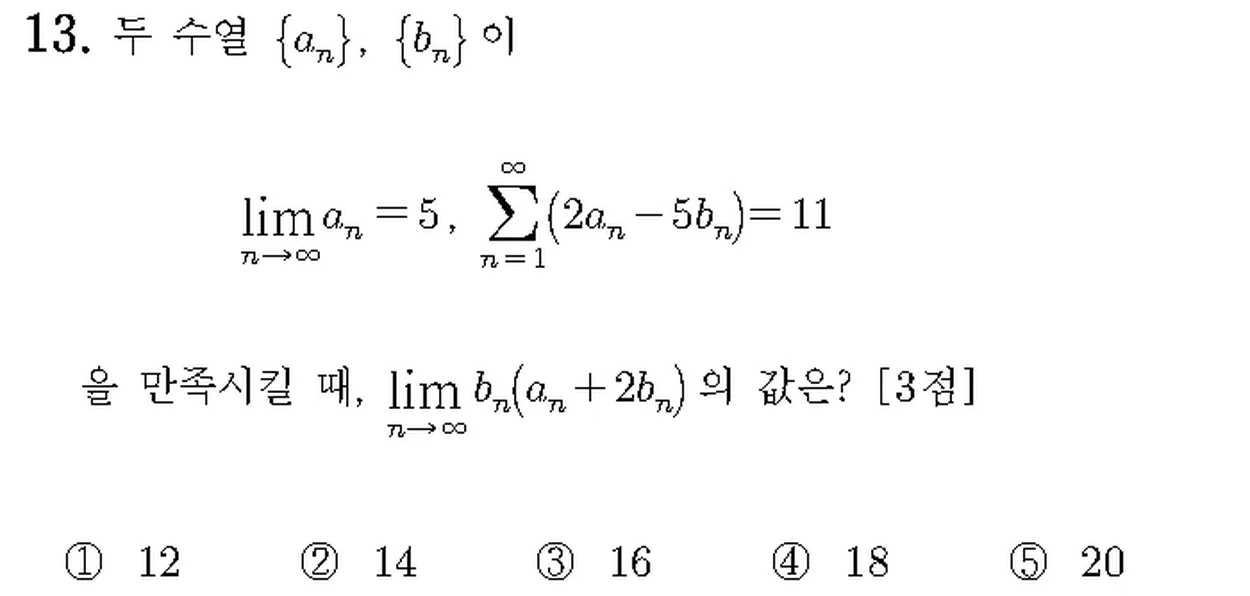 13. 두 수열 {aₙ}, {bₙ}이
lim_{n→∞} aₙ = 5, ∑_{n=1}^{∞} (2aₙ − 5bₙ) = 11
을 만족시킬 때, lim_{n→∞} bₙ(aₙ + 2bₙ)의 값은? [3점]
① 12 ② 14 ③ 16 ④ 18 ⑤ 20